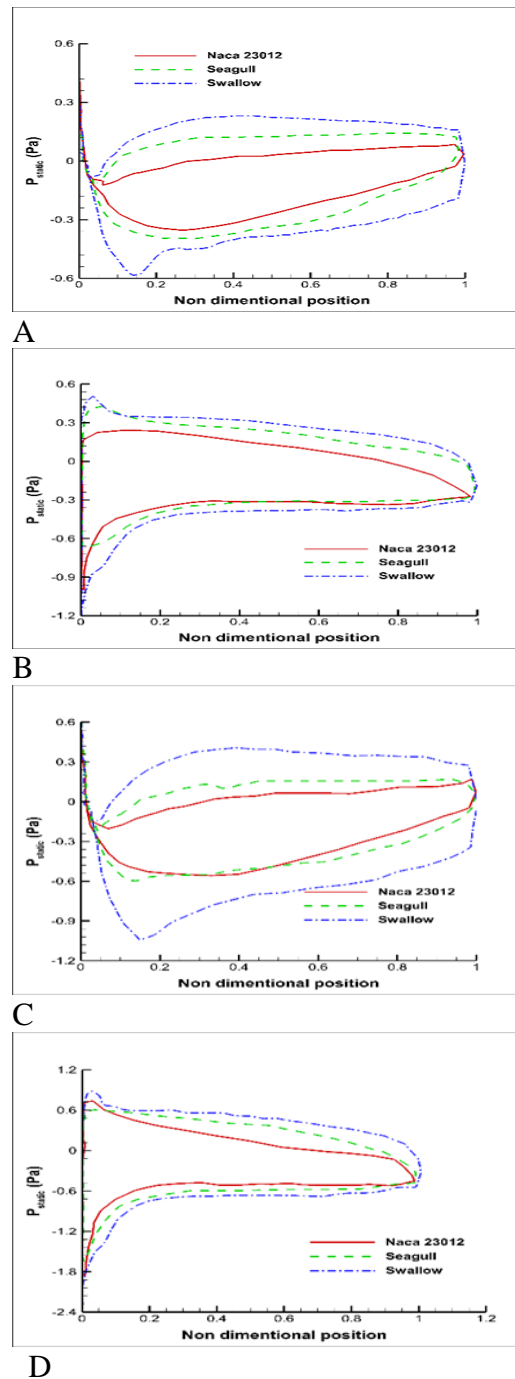 0.6
0.3
0
-0.3
-0.6
P static (Pa)
Naca 23012
Seagull
Swallow
0
0.2
0.4
0.6
0.8
1
Non dimentional position
A
0.6
0.3
0
-0.3
-0.6
-0.9
-1.2
P static (Pa)
Naca 23012
Seagull
Swallow
0
0.2
0.4
0.6
0.8
1
Non dimentional position
B
0.6
0.3
0
-0.3
-0.6
-0.9
-1.2
P static (Pa)
Naca 23012
Seagull
Swallow
0
0.2
0.4
0.6
0.8
1
Non dimentional position
C
1.2
0.6
0
-0.6
-1.2
-1.8
-2.4
P static (Pa)
Naca 23012
Seagull
Swallow
0
0.2
0.4
0.6
0.8
1
1.2
Non dimentional position
D